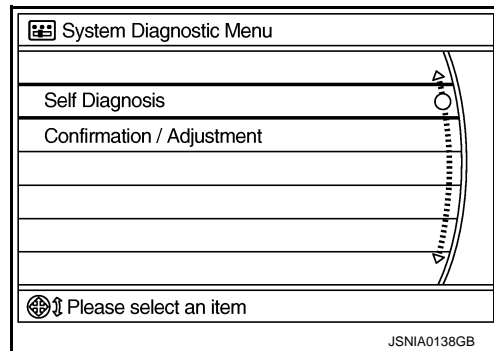 System Diagnostic Menu
Self Diagnosis
Confirmation / Adjustment
Please select an item
JSNIA0138GB